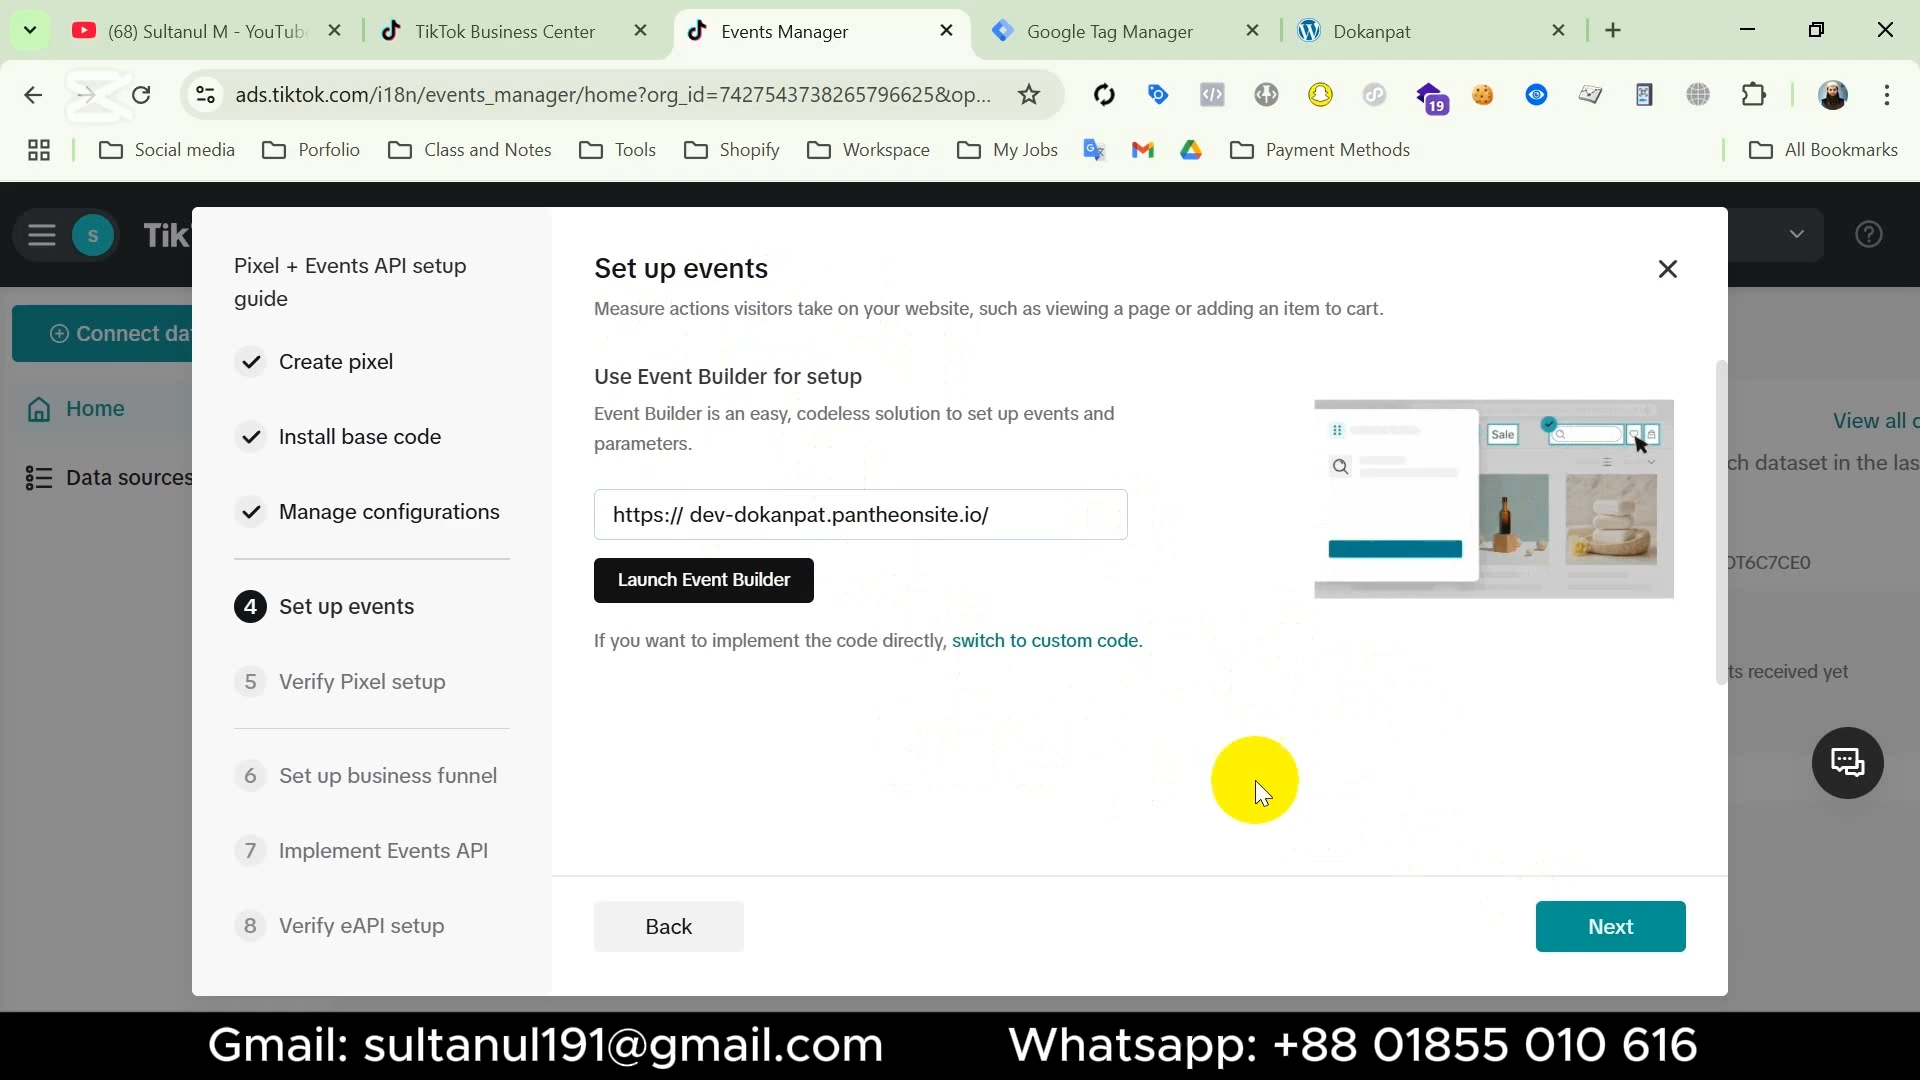 (68) Sultanul M - YouTub
TikTok Business Center
Events Manager
Google Tag Manager
Dokanpat
ads.tiktok.com/i18n/events_manager/home?org_id=7427543738265796625&op...
19
Social media
Porfolio
Class and Notes
Tools
Shopify
Workspace
My Jobs
Payment Methods
All Bookmarks
S
Tik
Connect da
Home
Data sources
Pixel + Events API setup
guide
Create pixel
Install base code
Manage configurations
4 Set up events
5 Verify Pixel setup
6 Set up business funnel
7 Implement Events API
8 Verify eAPI setup
Set up events
Measure actions visitors take on your website, such as viewing a page or adding an item to cart.
Use Event Builder for setup
Event Builder is an easy, codeless solution to set up events and
parameters.
https:// dev-dokanpat.pantheonsite.io/
Launch Event Builder
If you want to implement the code directly, switch to custom code.
Sale
Back
Next
View all
ch dataset in the las
DT6C7CE0
ts received yet
Gmail: sultanul191@gmail.com
Whatsapp: +88 01855 010 616